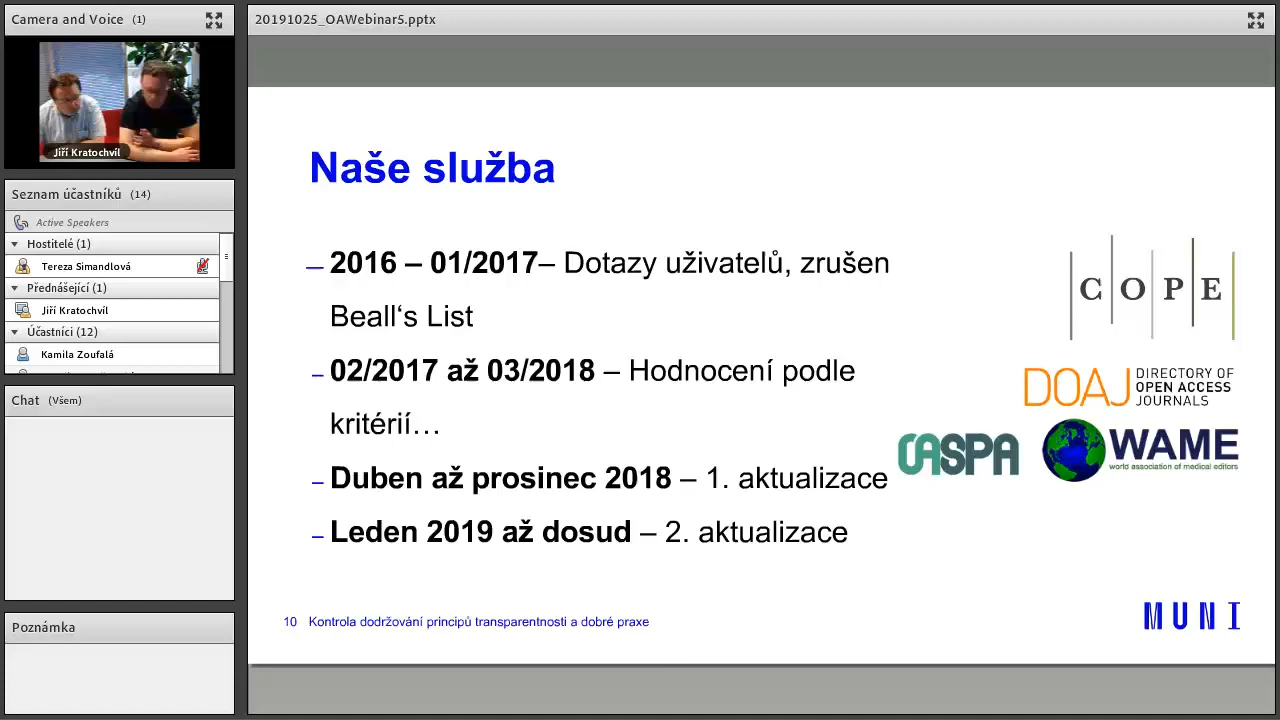 Camera and Voice (1)
Jiří Kratochvíl
Seznam účastníků (14)
Active Speakers
Hostitelé (1)
Tereza Simandlová
Přednášející (1)
Jiří Kratochvíl
Účastníci (12)
Kamila Zoufalá
Chat (Všem)
Poznámka
20191025_OAWebinar5.pptx
Naše služba
– 2016 – 01/2017– Dotazy uživatelů, zrušen
Beall‘s List
– 02/2017 až 03/2018 – Hodnocení podle
kritérií…
– Duben až prosinec 2018 – 1. aktualizace
– Leden 2019 až dosud – 2. aktualizace
COPE
DOAJ
DIRECTORY OF
OPEN ACCESS
JOURNALS
OASPA
WAME
world association of medical editors
10 Kontrola dodržování principů transparentnosti a dobré praxe
MUNI